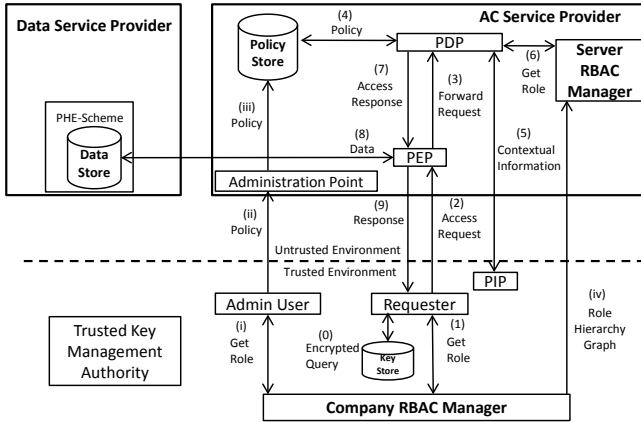 Data Service Provider
AC Service Provider
(4)
Policy
PDP
Policy
Store
(6)
Get
Role
Server
RBAC
Manager
(7)
Access
Response
(3)
Forward
Request
(iii)
Policy
PHE-Scheme
Data
Store
(8)
Data
(5)
Contextual
Information
PEP
Administration Point
(ii)
Policy
(9)
Response
(2)
Access
Request
Untrusted Environment
Trusted Environment
PIP
(iv)
Role
Hierarchy
Graph
Admin User
Requester
Trusted Key
Management
Authority
(i)
Get
Role
(0)
Encrypted
Query
Key
Store
(1)
Get
Role
Company RBAC Manager